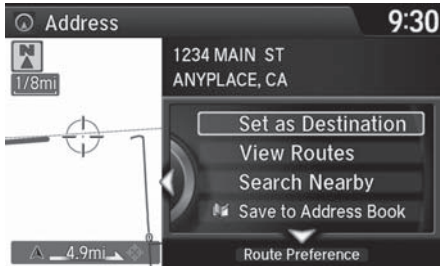 Address
9:30
N
1/8mi
1234 MAIN ST
ANYPLACE, CA
Set as Destination
View Routes
Search Nearby
Save to Address Book
4.9mi
Route Preference